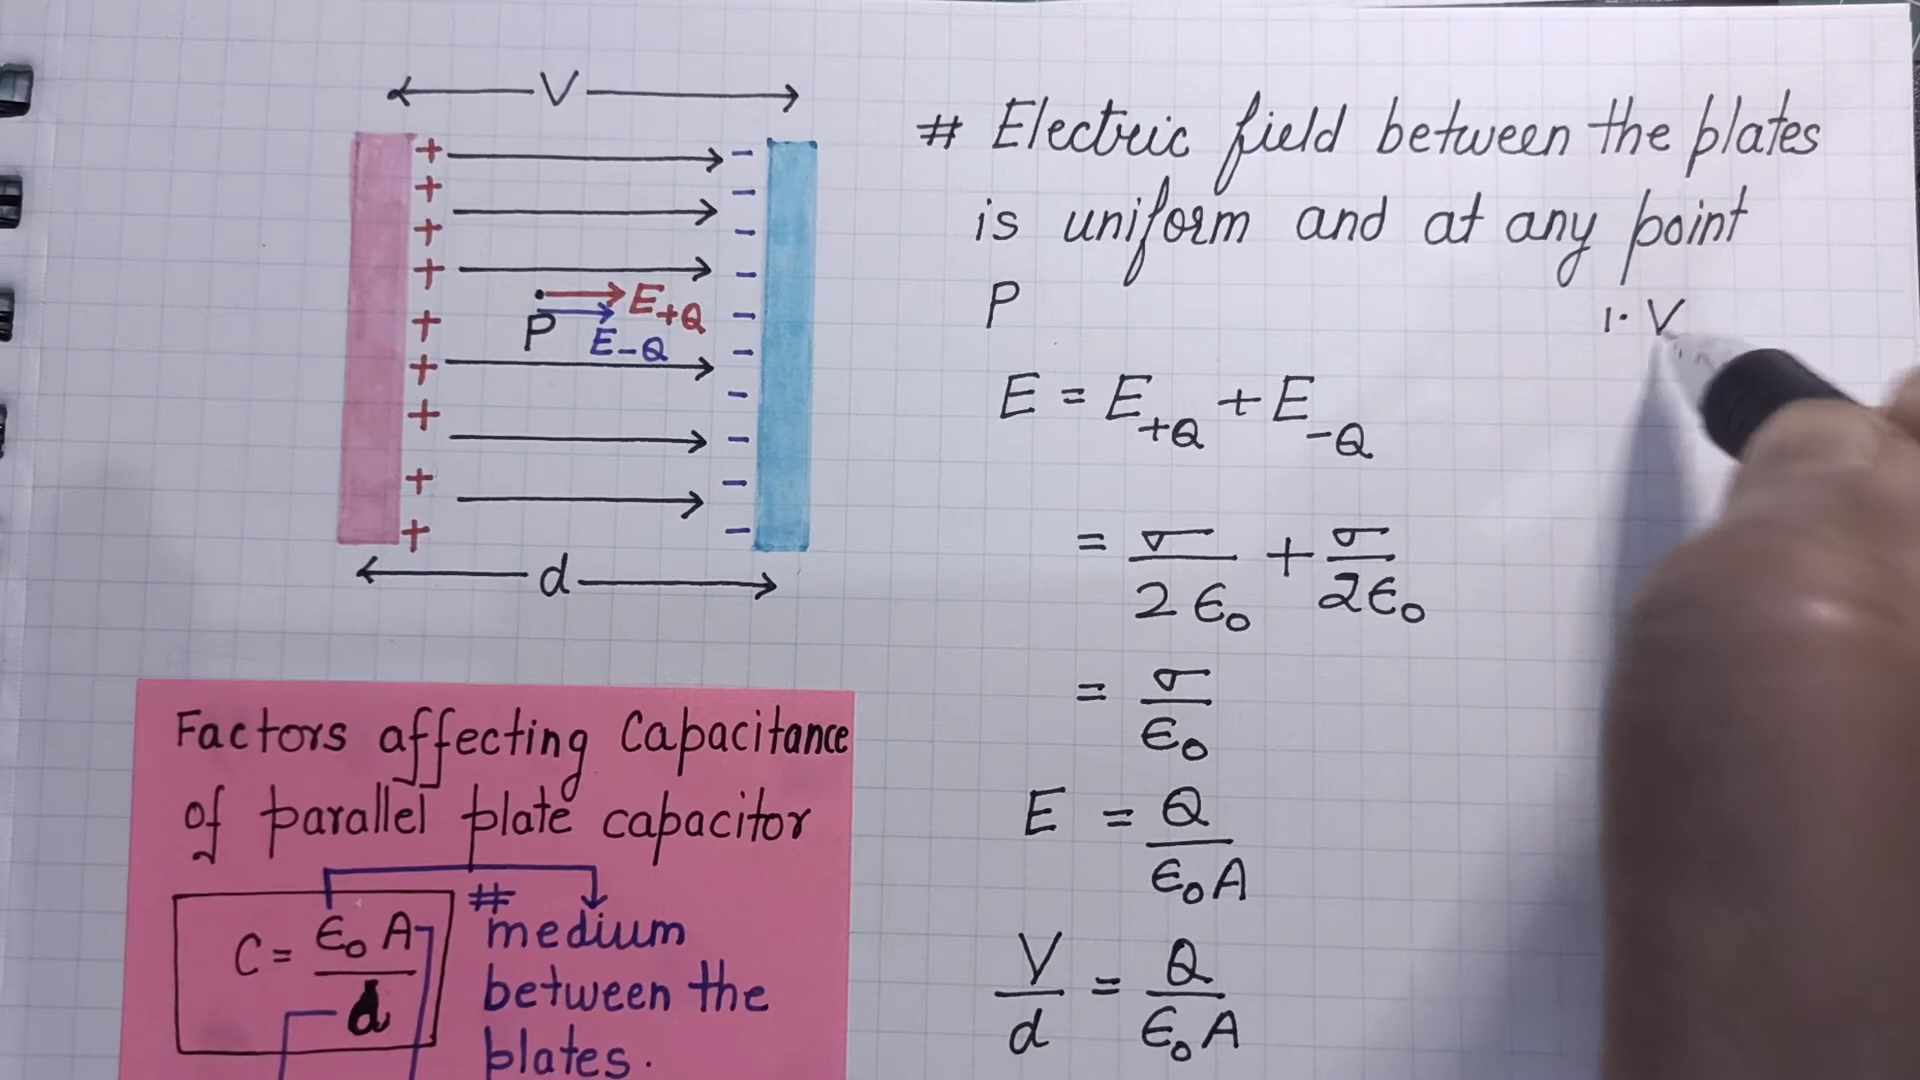 V
+ -
+ -
+ -
+ -
P E+Q -
+ E-Q
+ -
+ -
-
+ -
+ -
d
# Electric field between the plates
is uniform and at any point
P
1. V
E = E+Q + E-Q
= σ/2ϵ₀ + σ/2ϵ₀
= σ/ϵ₀
E = Q/ϵ₀A
V/d = Q/ϵ₀A
Factors affecting Capacitance
of parallel plate capacitor
C = ϵ₀A/d
#
medium
between the
plates.